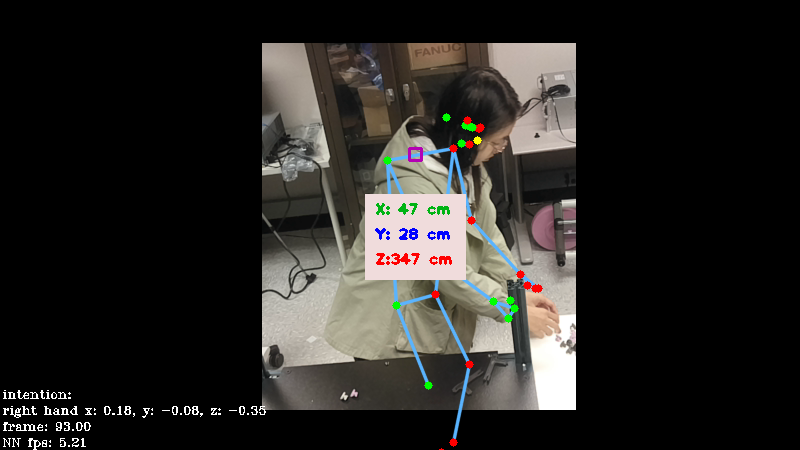 FANUC
X: 47 cm
Y: 28 cm
Z:347 cm
intention:
right hand x: 0.18, y: -0.08, z: -0.35
frame: 93.00
NN fps: 5.21